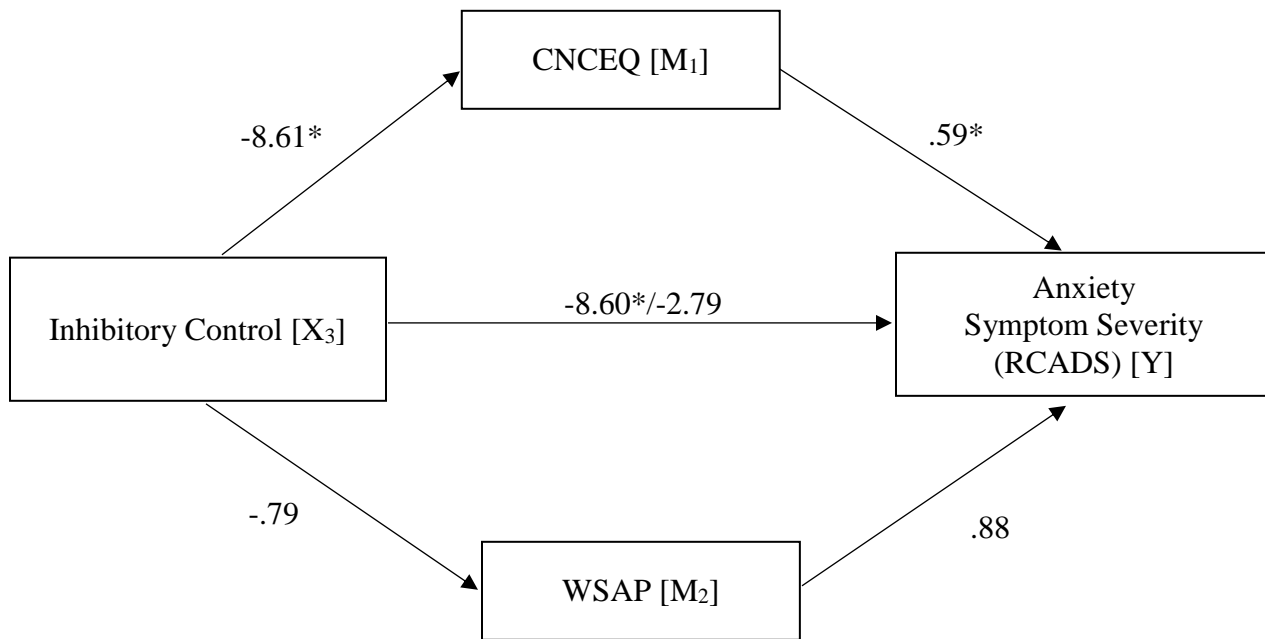 CNCEQ [M₁]
-8.61*
.59*
Inhibitory Control [X₃]
-8.60*/-2.79
Anxiety
Symptom Severity
(RCADS) [Y]
-.79
.88
WSAP [M₂]